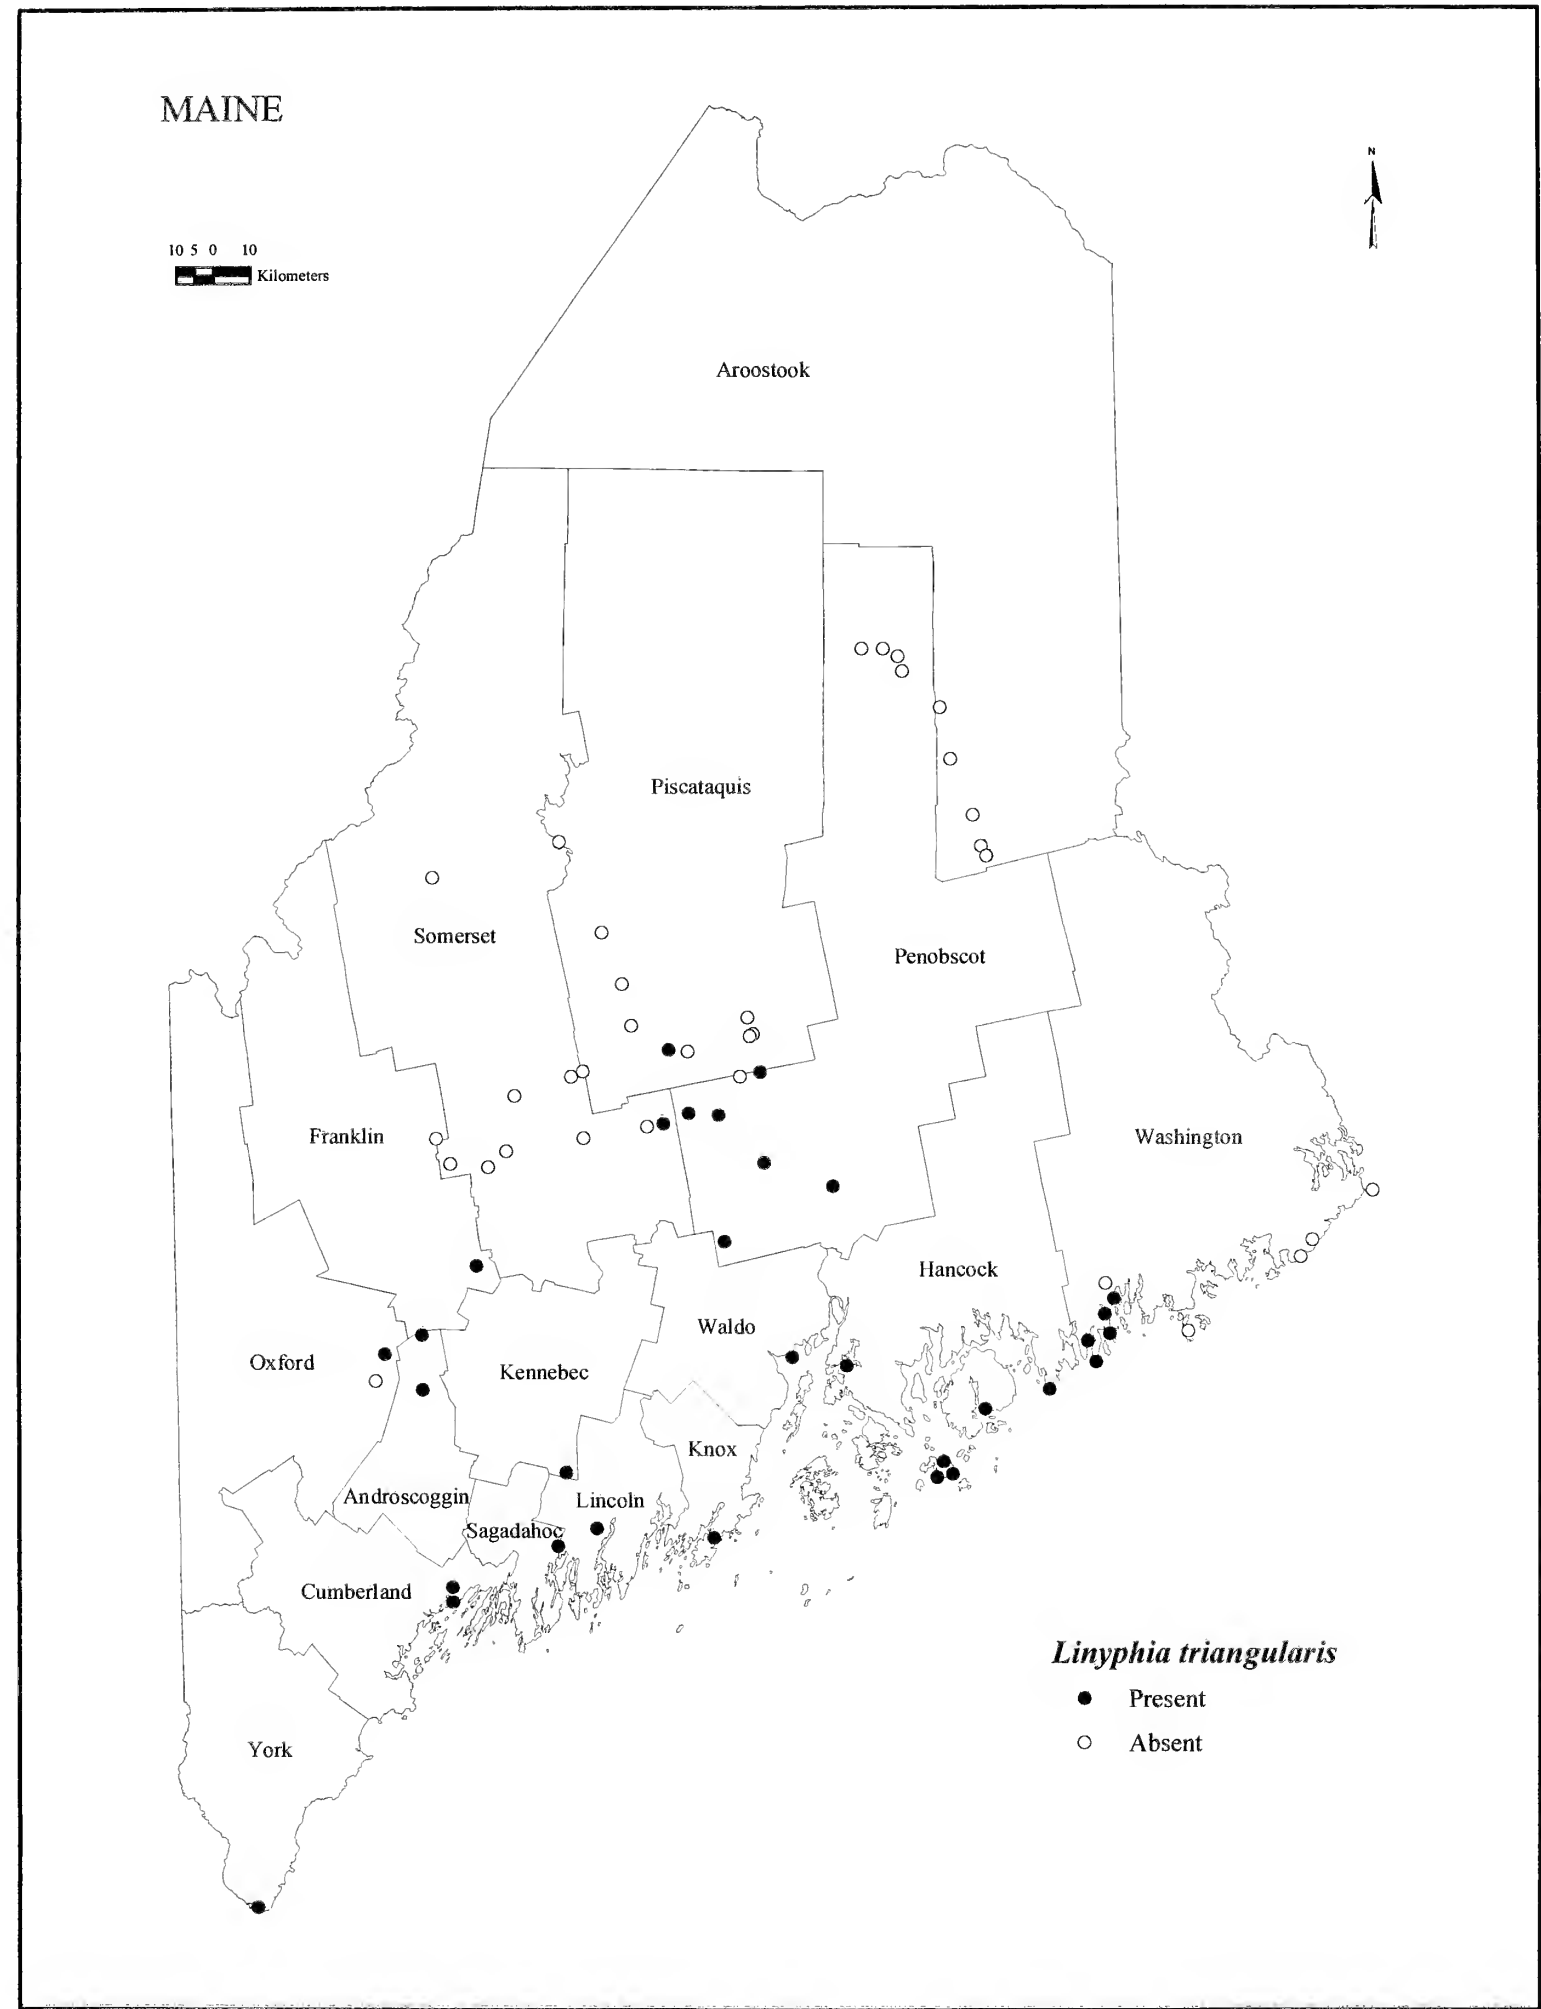 MAINE
N
10 5 0 10
Kilometers
Aroostook
Piscataquis
Somerset
Penobscot
Franklin
Washington
Hancock
Waldo
Oxford
Kennebec
Knox
Androscoggin
Lincoln
Sagadahoc
Cumberland
Linyphia triangularis
Present
Absent
York